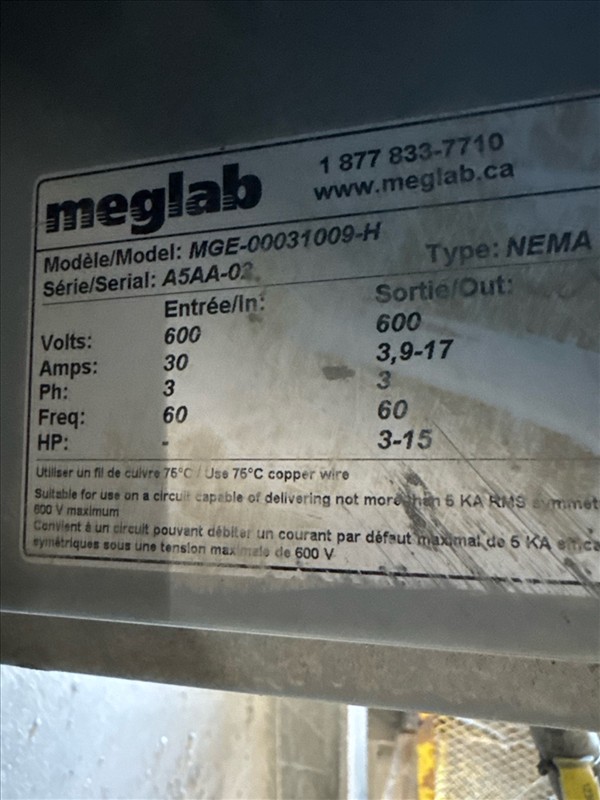 meglab
1 877 833-7710
www.meglab.ca
Modèle/Model: MGE-00031009-H
Type: NEMA
Série/Serial: A5AA-02
Entrée/In: Sortie/Out:
Volts: 600 600
Amps: 30 3,9-17
Ph: 3 3
Freq: 60 60
HP: - 3-15
Utiliser un fil de cuivre 75°C / Use 75°C copper wire
Suitable for use on a circuit capable of delivering not more than 5 KA RMS symmet
600 V maximum
Convient à un circuit pouvant débiter un courant par défaut maximal de 5 KA effica
symétriques sous une tension maximale de 600 V